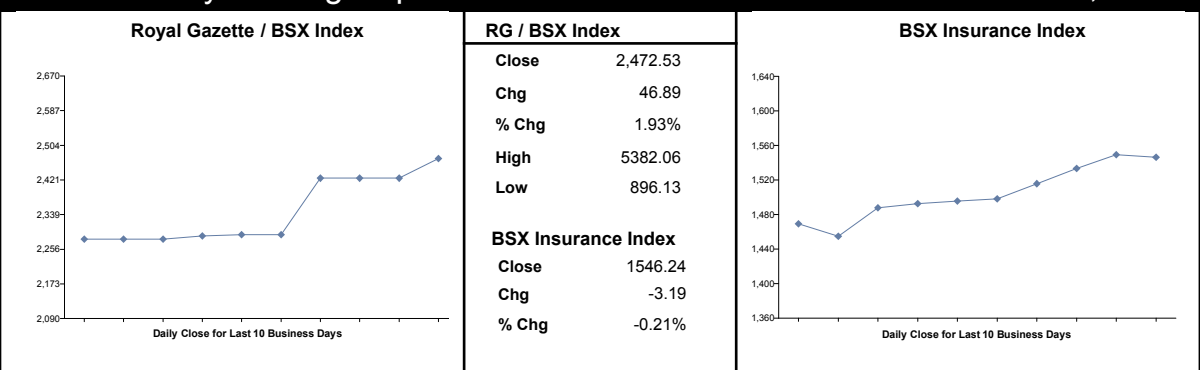 Royal Gazette / BSX Index
2,670
2,587
2,504
2,421
2,339
2,256
2,173
2,090
Daily Close for Last 10 Business Days
RG / BSX Index
Close 2,472.53
Chg 46.89
% Chg 1.93%
High 5382.06
Low 896.13
BSX Insurance Index
Close 1546.24
Chg -3.19
% Chg -0.21%
BSX Insurance Index
1,640
1,600
1,560
1,520
1,480
1,440
1,400
1,360
Daily Close for Last 10 Business Days